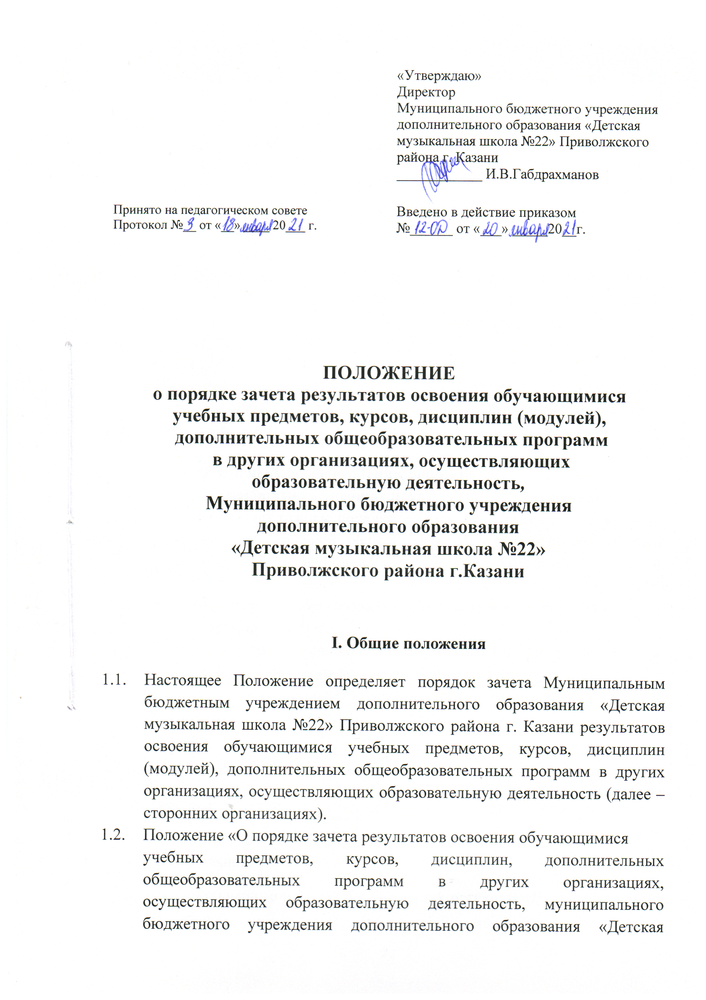 «Утверждаю»
Директор
Муниципального бюджетного учреждения
дополнительного образования «Детская
музыкальная школа №22» Приволжского
района г. Казани
____________ И.В.Габдрахманов
Принято на педагогическом совете
Протокол № 3 от «18» января 2021 г.
Введено в действие приказом
№ 12-ОД от «20» января 2021 г.
ПОЛОЖЕНИЕ
о порядке зачета результатов освоения обучающимися
учебных предметов, курсов, дисциплин (модулей),
дополнительных общеобразовательных программ
в других организациях, осуществляющих
образовательную деятельность,
Муниципального бюджетного учреждения
дополнительного образования
«Детская музыкальная школа №22»
Приволжского района г.Казани
I. Общие положения
1.1. Настоящее Положение определяет порядок зачета Муниципальным
бюджетным учреждением дополнительного образования «Детская
музыкальная школа №22» Приволжского района г. Казани результатов
освоения обучающимися учебных предметов, курсов, дисциплин
(модулей), дополнительных общеобразовательных программ в других
организациях, осуществляющих образовательную деятельность (далее –
сторонних организациях).
1.2. Положение «О порядке зачета результатов освоения обучающимися
учебных предметов, курсов, дисциплин, дополнительных
общеобразовательных программ в других организациях,
осуществляющих образовательную деятельность, муниципального
бюджетного учреждения дополнительного образования «Детская